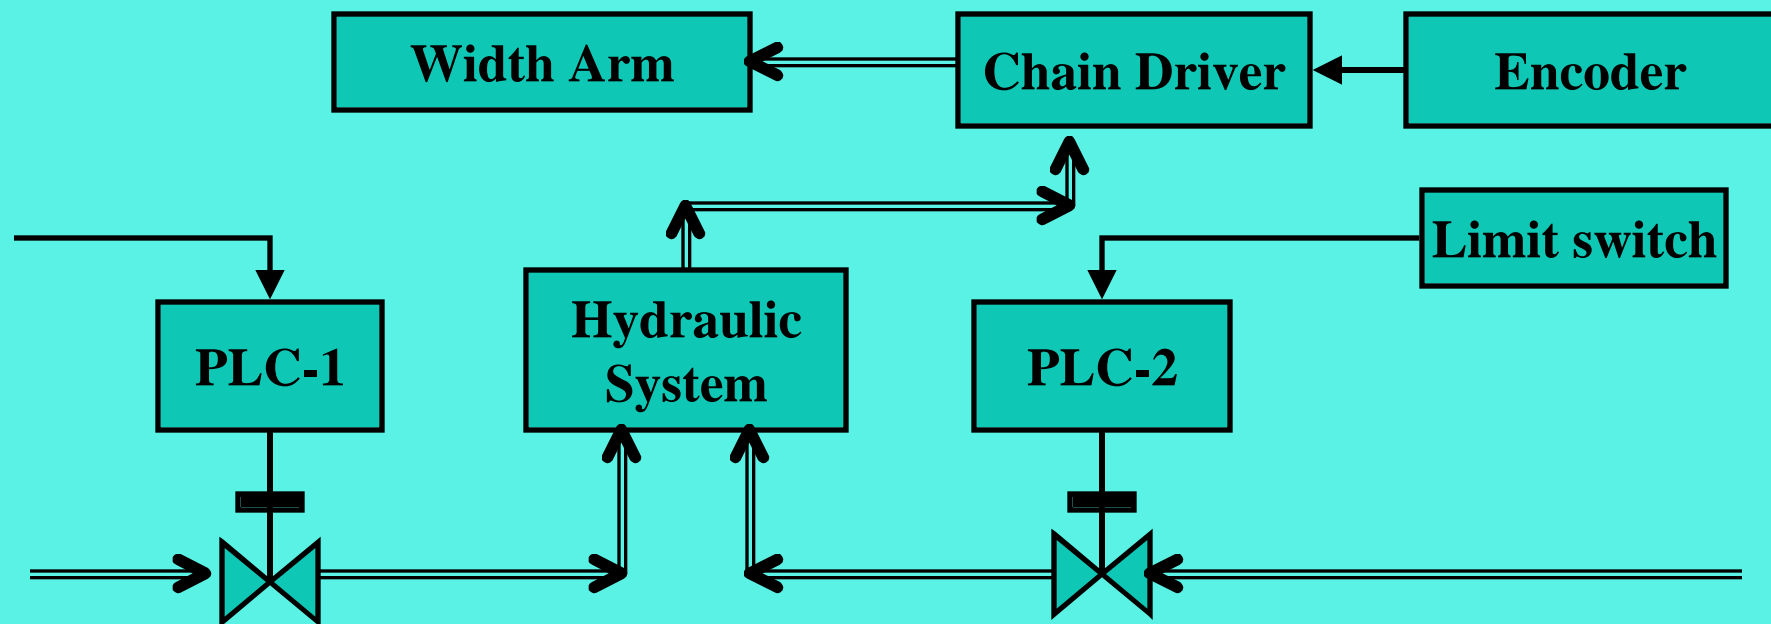 Width Arm
Chain Driver
Encoder
Limit switch
PLC-1
Hydraulic
System
PLC-2